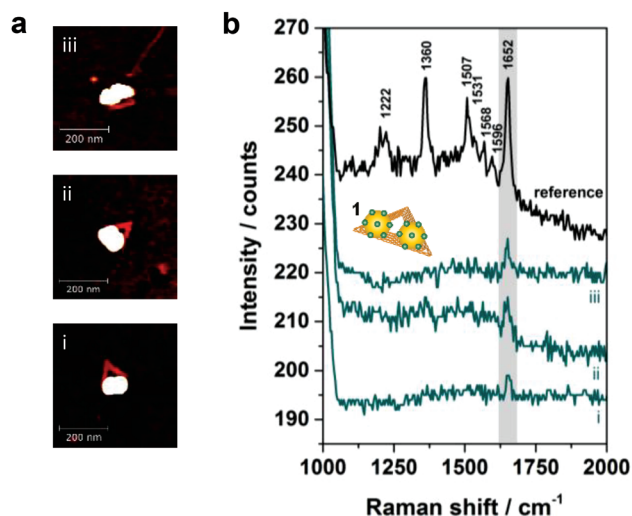 a
iii
200 nm
ii
200 nm
i
200 nm
b
270
260
250
240
230
220
210
200
190
Intensity / counts
1222
1360
1507
1531
1568
1596
1652
reference
1
iii
ii
i
1000 1250 1500 1750 2000
Raman shift / cm⁻¹